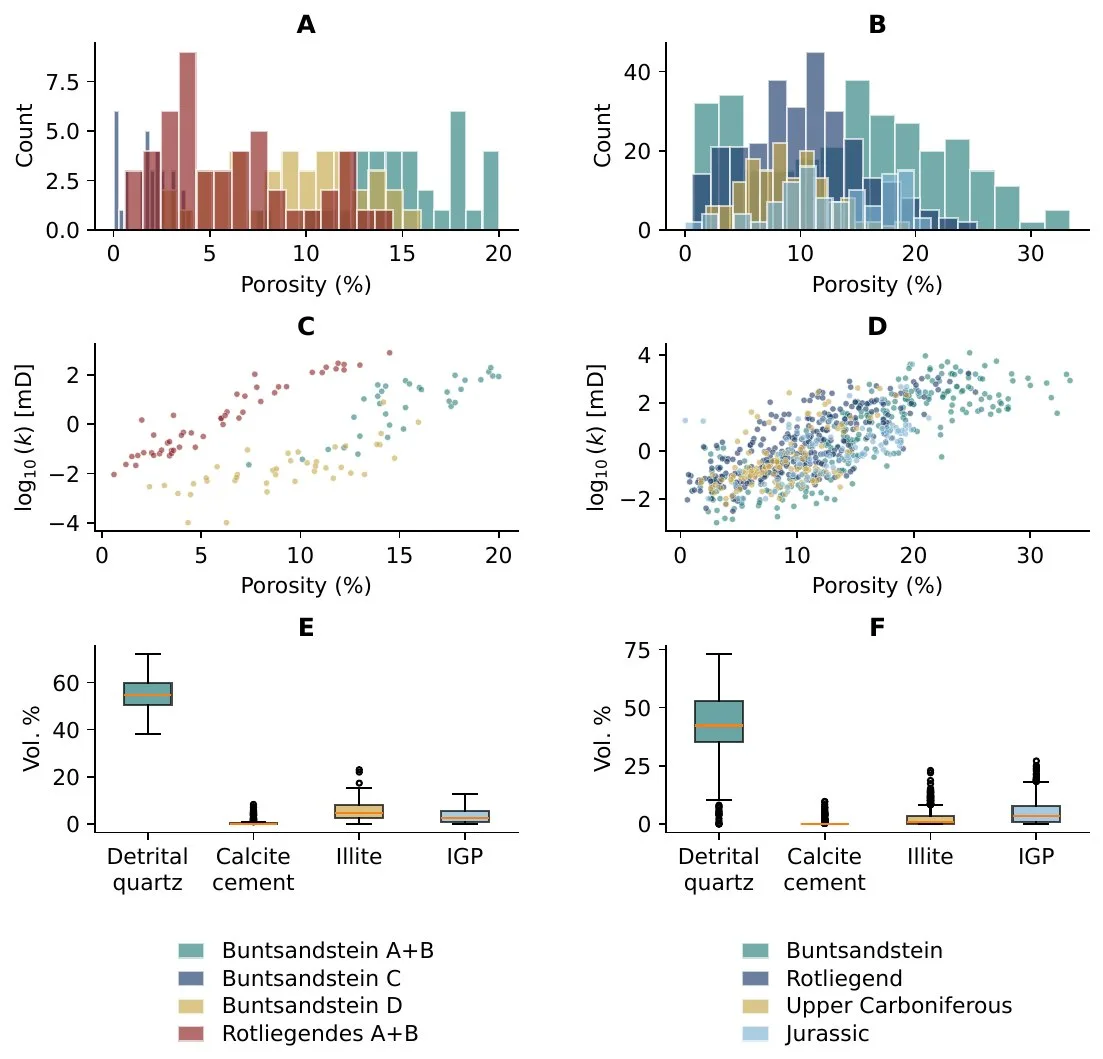 A
B
7.5
5.0
2.5
0.0
Count
0
5
10
15
20
Porosity (%)
40
20
0
Count
0
10
20
30
Porosity (%)
C
D
2
0
−2
−4
log10 (k) [mD]
0
5
10
15
20
Porosity (%)
4
2
0
−2
log10 (k) [mD]
0
10
20
30
Porosity (%)
E
F
60
40
20
0
Vol. %
Detrital
quartz
Calcite
cement
Illite
IGP
75
50
25
0
Vol. %
Detrital
quartz
Calcite
cement
Illite
IGP
Buntsandstein A+B
Buntsandstein C
Buntsandstein D
Rotliegendes A+B
Buntsandstein
Rotliegend
Upper Carboniferous
Jurassic